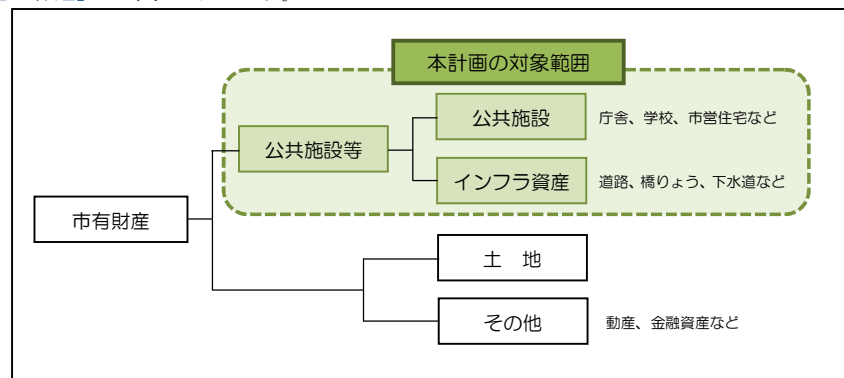 本計画の対象範囲
公共施設 庁舎、学校、市営住宅など
公共施設等
インフラ資産 道路、橋りょう、下水道など
市有財産
土 地
その他 動産、金融資産など